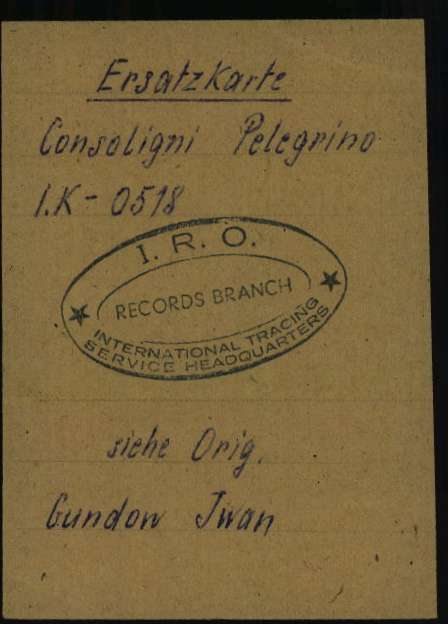 Ersatzkarte
Consoligni Pelegrino
I.K - 0518
I. R. O.
RECORDS BRANCH
INTERNATIONAL TRACING
SERVICE HEADQUARTERS
siehe Orig.
Gundow Jwan